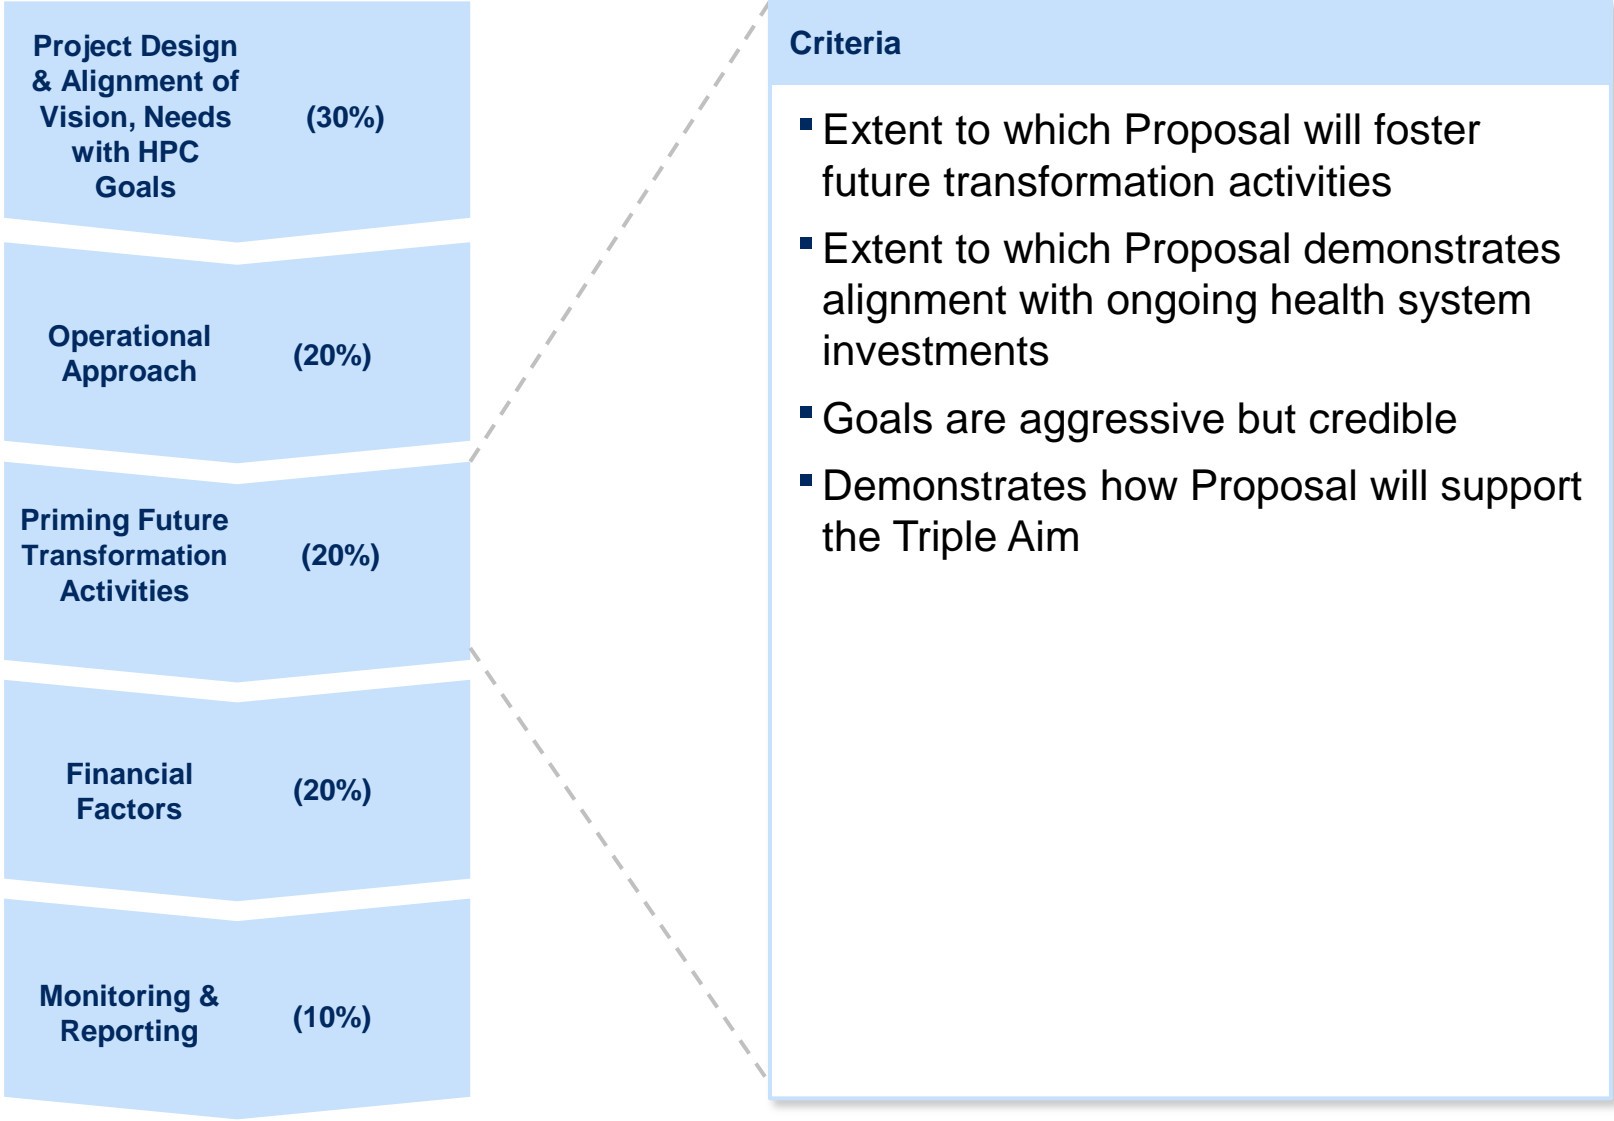 Project Design
& Alignment of
Vision, Needs
with HPC
Goals
(30%)
Operational
Approach
(20%)
Priming Future
Transformation
Activities
(20%)
Financial
Factors
(20%)
Monitoring &
Reporting
(10%)
Criteria
▪ Extent to which Proposal will foster
future transformation activities
▪ Extent to which Proposal demonstrates
alignment with ongoing health system
investments
▪ Goals are aggressive but credible
▪ Demonstrates how Proposal will support
the Triple Aim